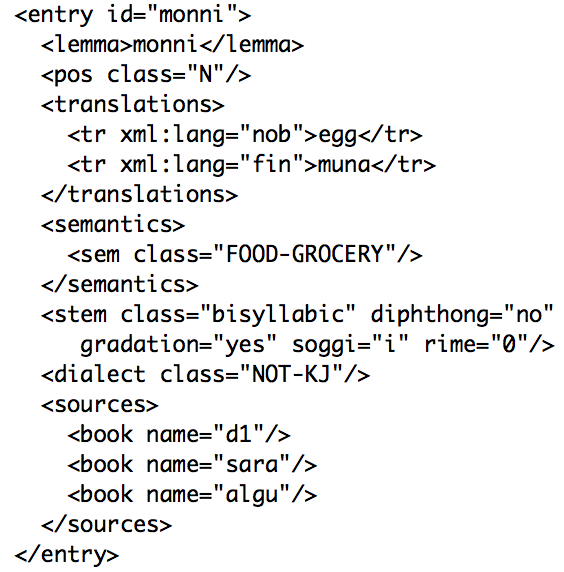 <entry id="monni">
  <lemma>monni</lemma>
  <pos class="N"/>
  <translations>
    <tr xml:lang="nob">egg</tr>
    <tr xml:lang="fin">muna</tr>
  </translations>
  <semantics>
    <sem class="FOOD-GROCERY"/>
  </semantics>
  <stem class="bisyllabic" diphthong="no"
     gradation="yes" soggi="i" rime="0"/>
  <dialect class="NOT-KJ"/>
  <sources>
    <book name="d1"/>
    <book name="sara"/>
    <book name="algu"/>
  </sources>
</entry>